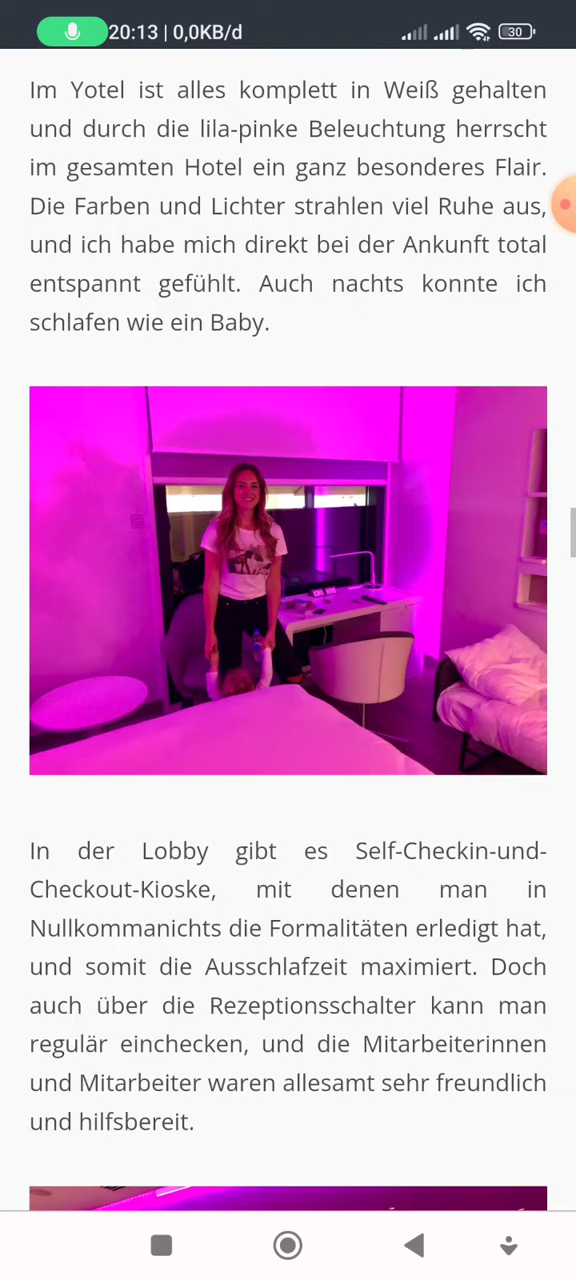 20:13 | 0,0KB/d
30
Im Yotel ist alles komplett in Weiß gehalten
und durch die lila-pinke Beleuchtung herrscht
im gesamten Hotel ein ganz besonderes Flair.
Die Farben und Lichter strahlen viel Ruhe aus,
und ich habe mich direkt bei der Ankunft total
entspannt gefühlt. Auch nachts konnte ich
schlafen wie ein Baby.
In der Lobby gibt es Self-Checkin-und-
Checkout-Kioske, mit denen man in
Nullkommanichts die Formalitäten erledigt hat,
und somit die Ausschlafzeit maximiert. Doch
auch über die Rezeptionsschalter kann man
regulär einchecken, und die Mitarbeiterinnen
und Mitarbeiter waren allesamt sehr freundlich
und hilfsbereit.